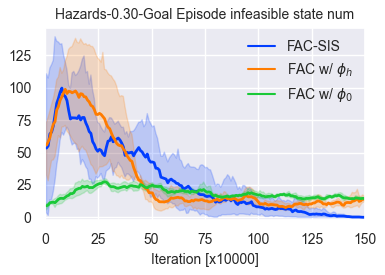 Hazards-0.30-Goal Episode infeasible state num
FAC-SIS
FAC w/ ϕh
FAC w/ ϕ0
125
100
75
50
25
0
0 25 50 75 100 125 150
Iteration [x10000]